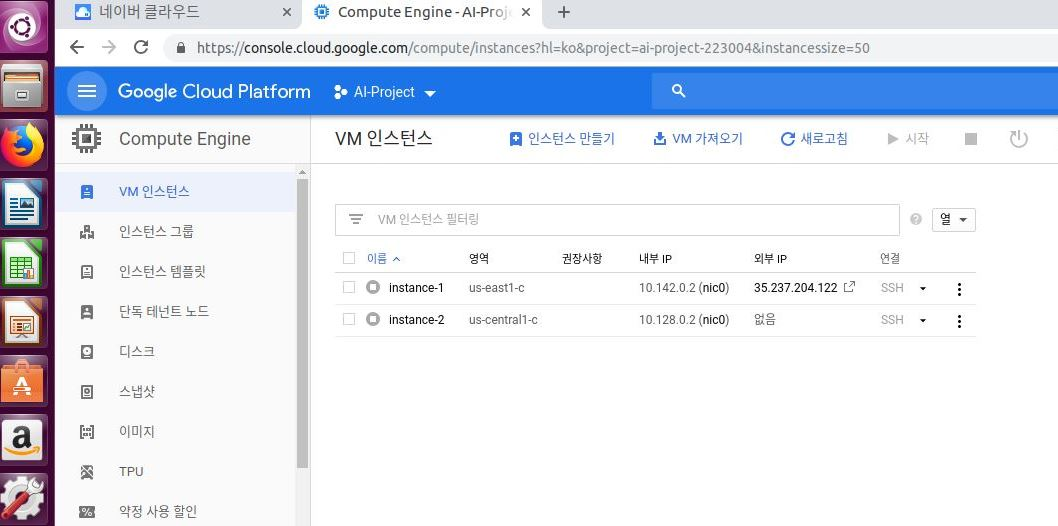 네이버 클라우드
Compute Engine - AI-Proj
https://console.cloud.google.com/compute/instances?hl=ko&project=ai-project-223004&instancessize=50
Google Cloud Platform
AI-Project
Compute Engine
VM 인스턴스
인스턴스 만들기
VM 가져오기
새로고침
시작
VM 인스턴스
인스턴스 그룹
인스턴스 템플릿
단독 테넌트 노드
디스크
스냅샷
이미지
TPU
약정 사용 할인
VM 인스턴스 필터링
열
이름 영역 권장사항 내부 IP 외부 IP 연결
instance-1 us-east1-c 10.142.0.2 (nic0) 35.237.204.122 SSH
instance-2 us-central1-c 10.128.0.2 (nic0) 없음 SSH